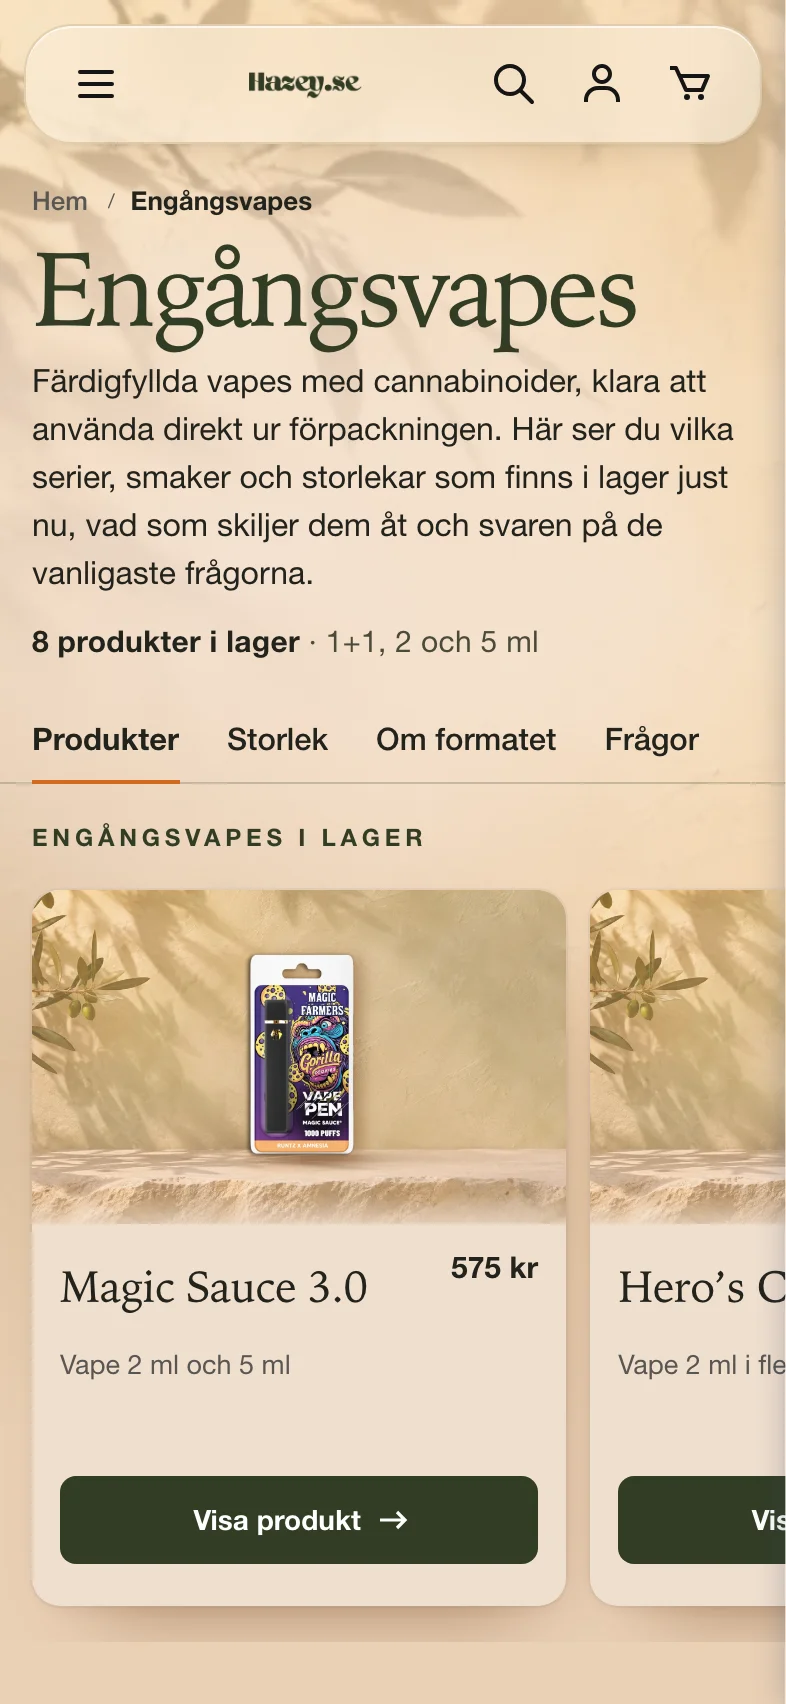 Hazey.se
Hem / Engångsvapes
Engångsvapes
Färdigfyllda vapes med cannabinoider, klara att
använda direkt ur förpackningen. Här ser du vilka
serier, smaker och storlekar som finns i lager just
nu, vad som skiljer dem åt och svaren på de
vanligaste frågorna.
8 produkter i lager · 1+1, 2 och 5 ml
Produkter Storlek Om formatet Frågor
ENGÅNGSVAPES I LAGER
MAGIC
FARMERS
Gorilla
VAPE
PEN
MAGIC SAUCE
1000 PUFFS
RUNTZ X AMNESIA
Magic Sauce 3.0 575 kr
Hero’s C
Vape 2 ml och 5 ml
Vape 2 ml i fle
Visa produkt →
Vis